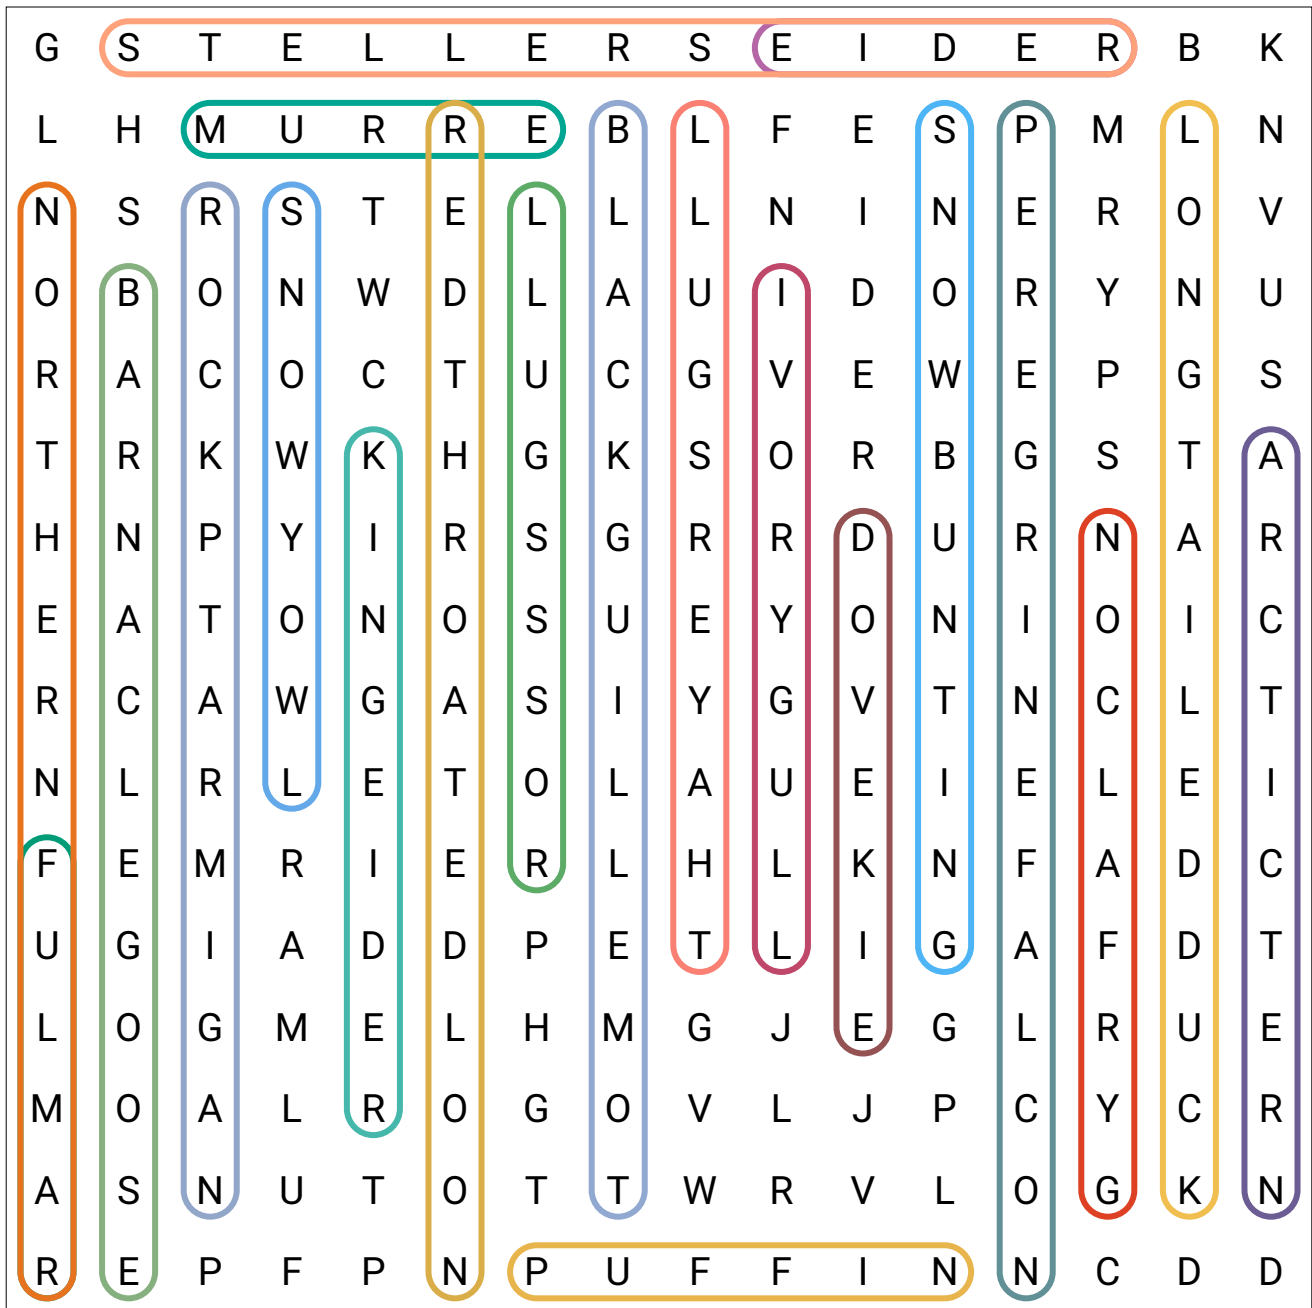 G S T E L L E R S E I D E R B K
L H M U R R E B L F E S P M L N
N S R S T E L L L N I N E R O V
O B O N W D L A U I D O R Y N U
R A C O C T U C G V E W E P G S
T R K W K H G K S O R B G S T A
H N P Y I R S G R R D U R N A R
E A T O N O S U E Y O N I O I C
R C A W G A S I Y G V T N C L T
N L R L E T O L A U E I E L E I
F E M R I E R L H L K N F A D C
U G I A D D P E T L I G A F D T
L O G M E L H M G J E G L R U E
M O A L R O G O V L J P C Y C R
A S N U T O T T W R V L O G K N
R E P F P N P U F F I N N C D D